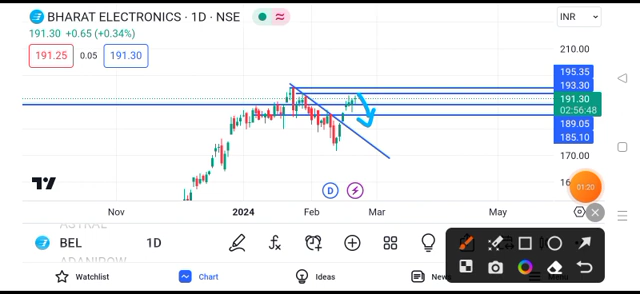 BHARAT ELECTRONICS · 1D · NSE
INR
191.30 +0.65 (+0.34%)
191.25 0.05 191.30
210.00
195.35
193.30
191.30
02:56:48
189.05
185.10
170.00
01:20
D
Nov 2024 Feb Mar May
BEL 1D
Watchlist Chart Ideas News